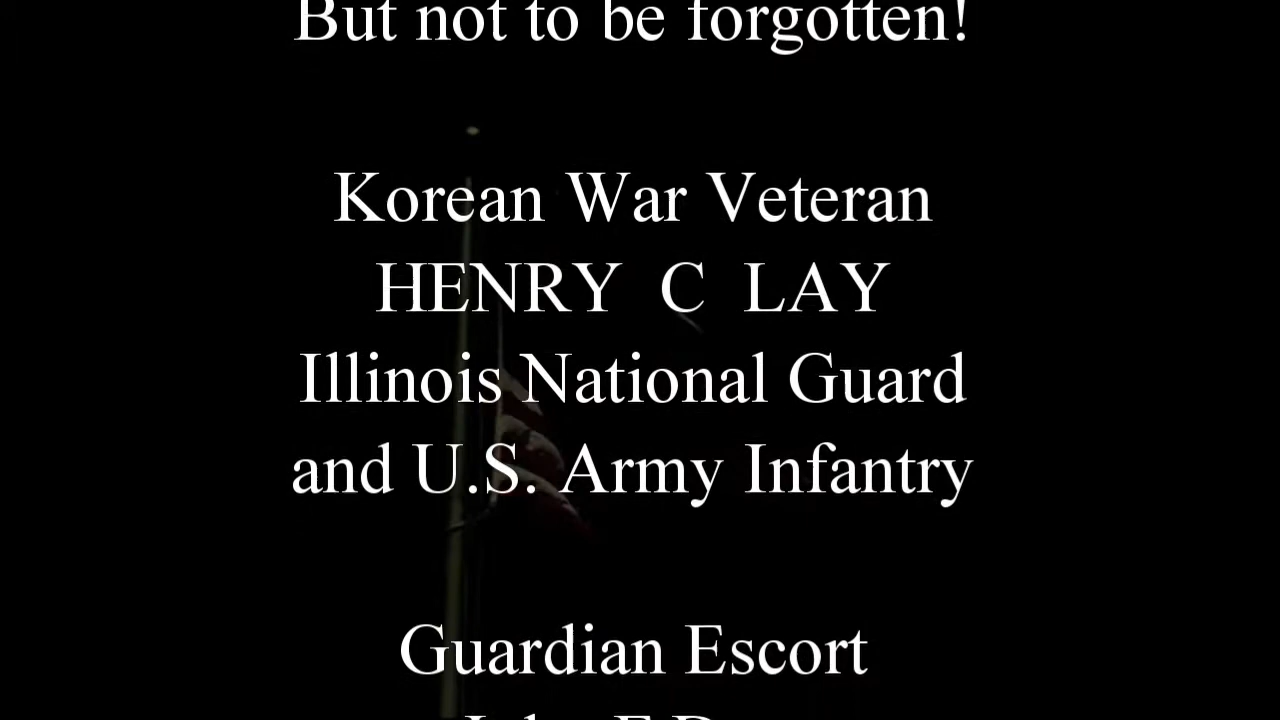 But not to be forgotten!
Korean War Veteran
HENRY C LAY
Illinois National Guard
and U.S. Army Infantry
Guardian Escort